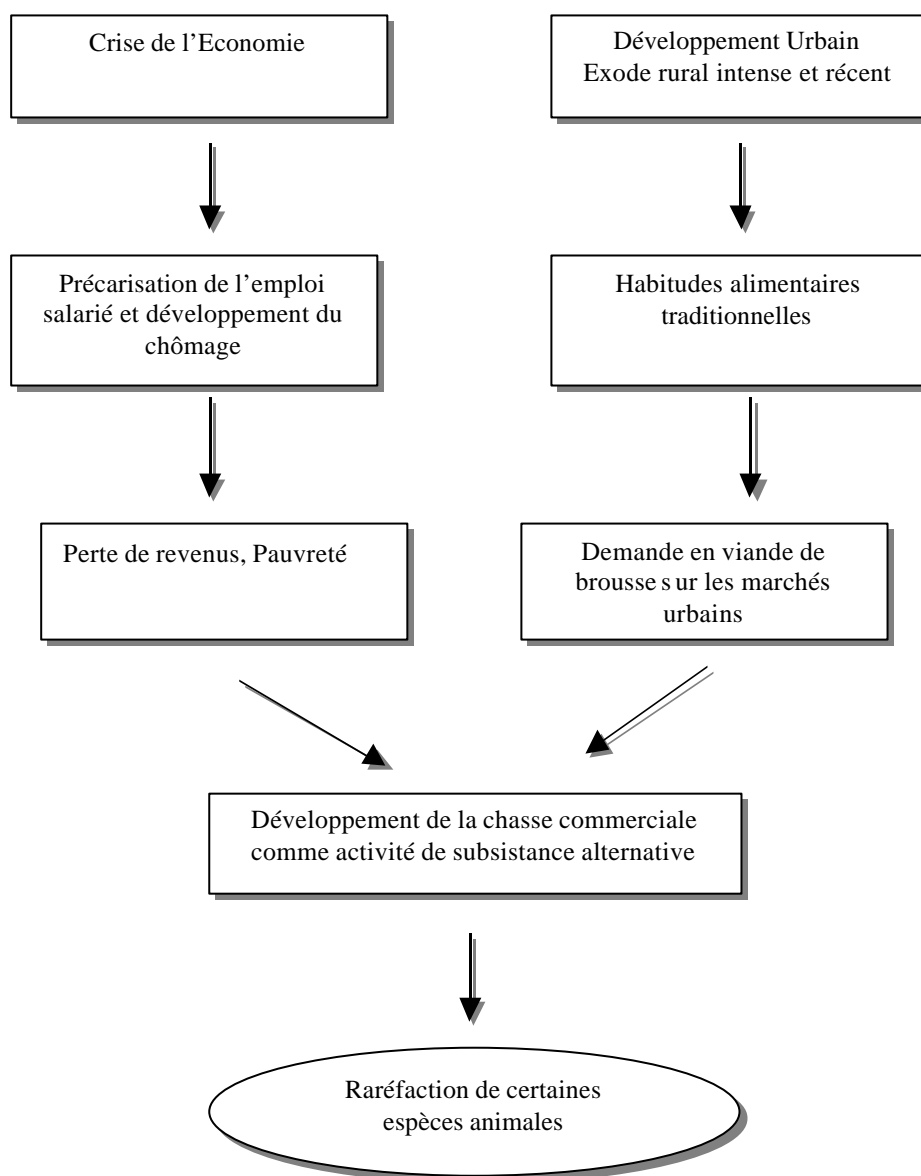 Crise de l’Economie
Développement Urbain
Exode rural intense et récent
Précarisation de l’emploi
salarié et développement du
chômage
Habitudes alimentaires
traditionnelles
Perte de revenus, Pauvreté
Demande en viande de
brousse sur les marchés
urbains
Développement de la chasse commerciale
comme activité de subsistance alternative
Raréfaction de certaines
espèces animales